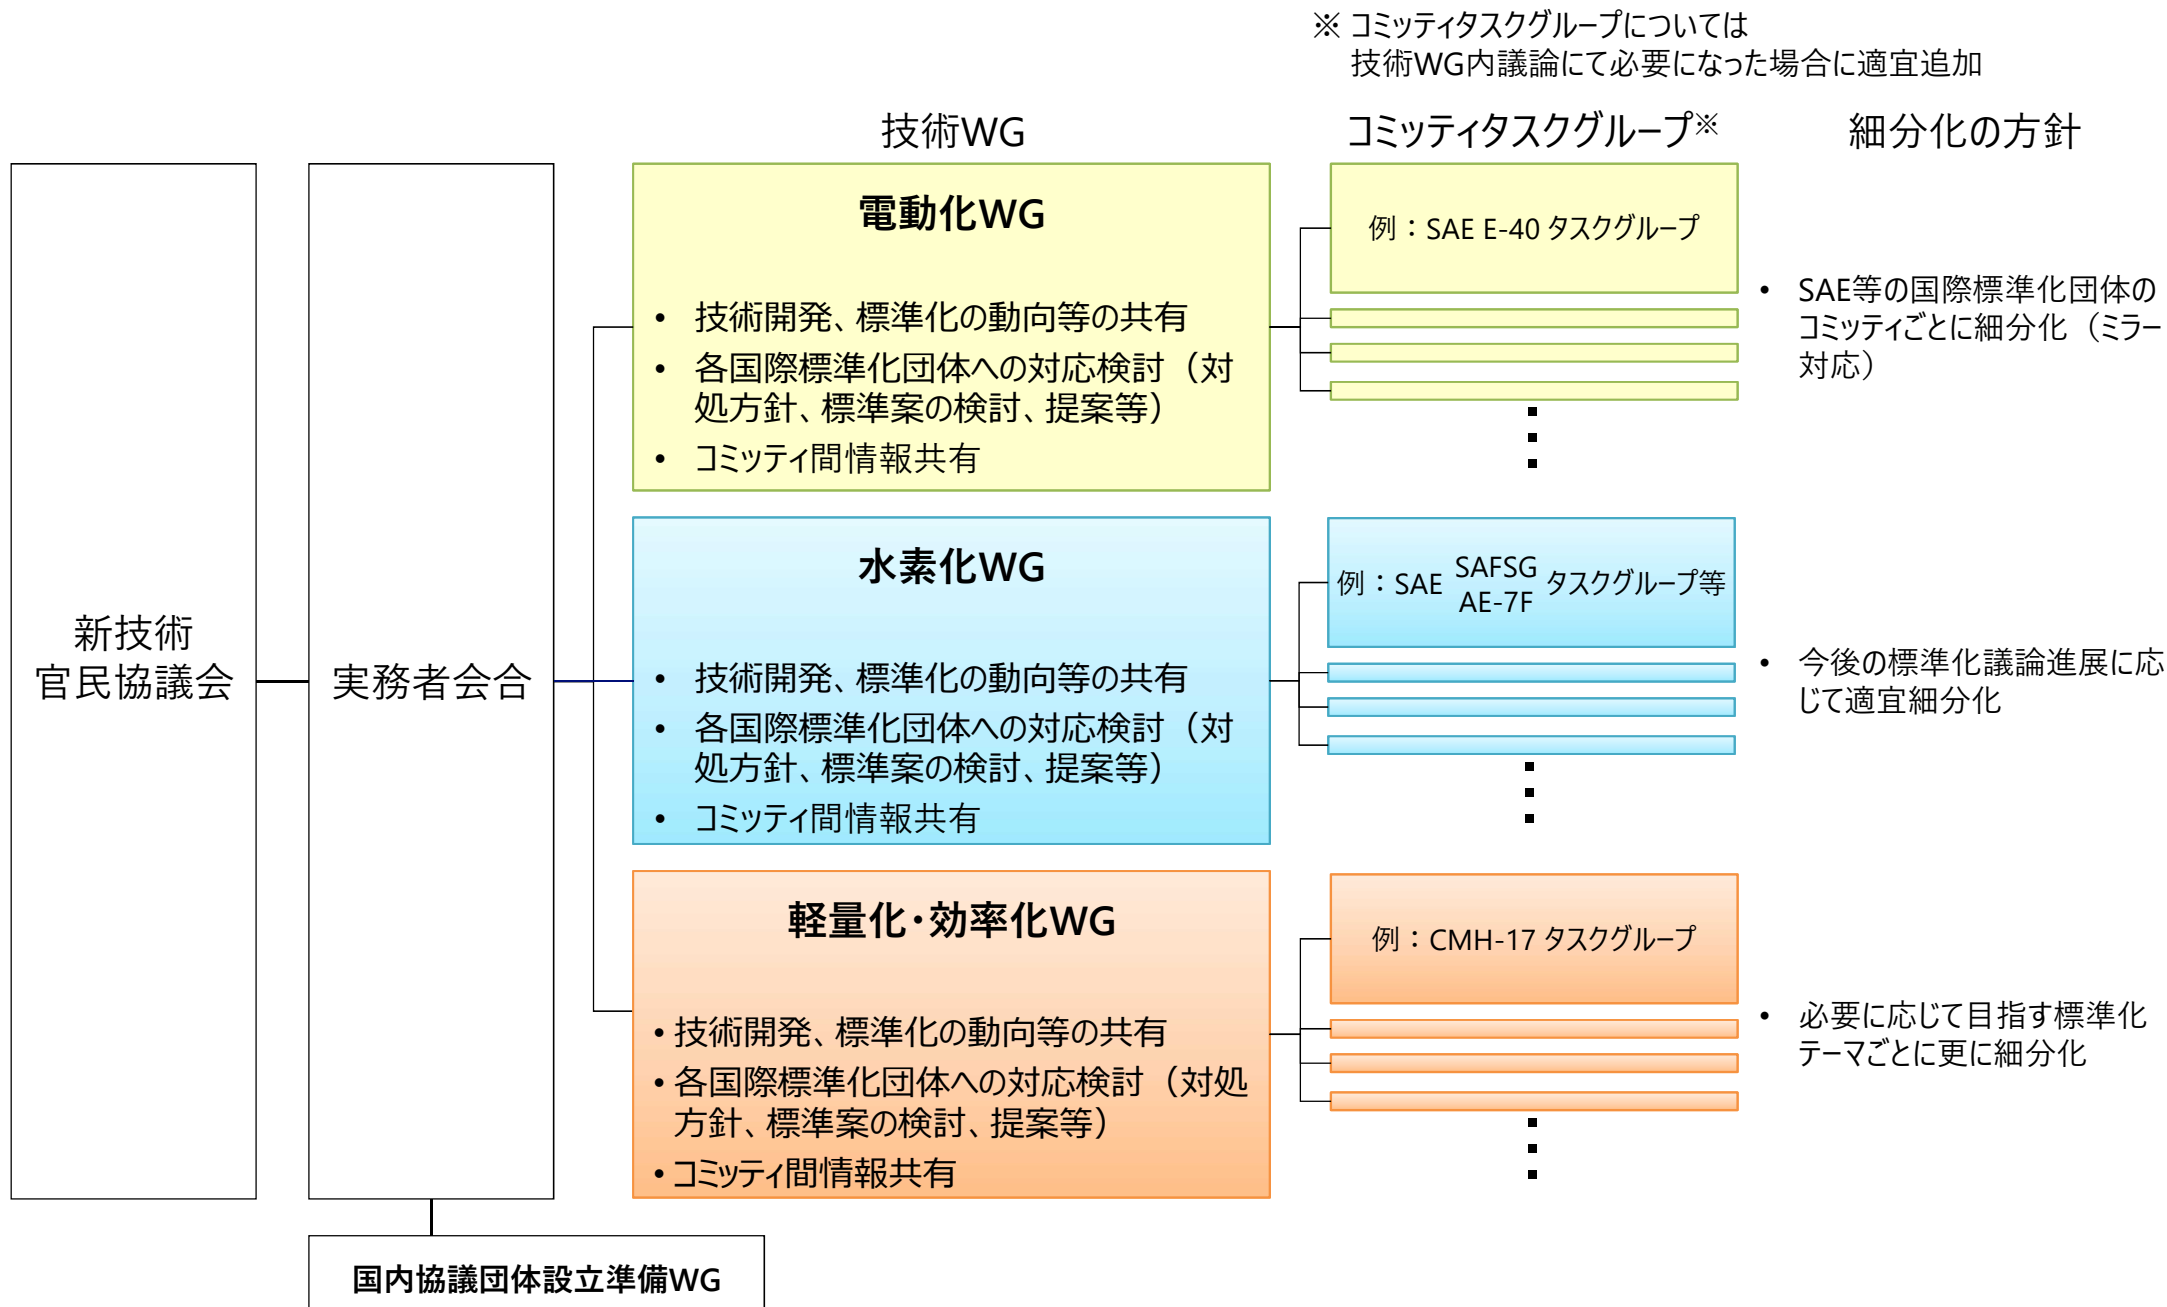 ※ コミッティタスクグループについては
技術WG内議論にて必要になった場合に適宜追加
技術WG
コミッティタスクグループ※
細分化の方針
新技術
官民協議会
実務者会合
電動化WG
• 技術開発、標準化の動向等の共有
• 各国際標準化団体への対応検討（対
処方針、標準案の検討、提案等）
• コミッティ間情報共有
例：SAE E-40 タスクグループ
• SAE等の国際標準化団体の
コミッティごとに細分化（ミラー
対応）
水素化WG
• 技術開発、標準化の動向等の共有
• 各国際標準化団体への対応検討（対
処方針、標準案の検討、提案等）
• コミッティ間情報共有
例：SAE SAFSG タスクグループ等
AE-7F
• 今後の標準化議論進展に応
じて適宜細分化
軽量化・効率化WG
• 技術開発、標準化の動向等の共有
• 各国際標準化団体への対応検討（対処
方針、標準案の検討、提案等）
• コミッティ間情報共有
例：CMH-17 タスクグループ
• 必要に応じて目指す標準化
テーマごとに更に細分化
国内協議団体設立準備WG